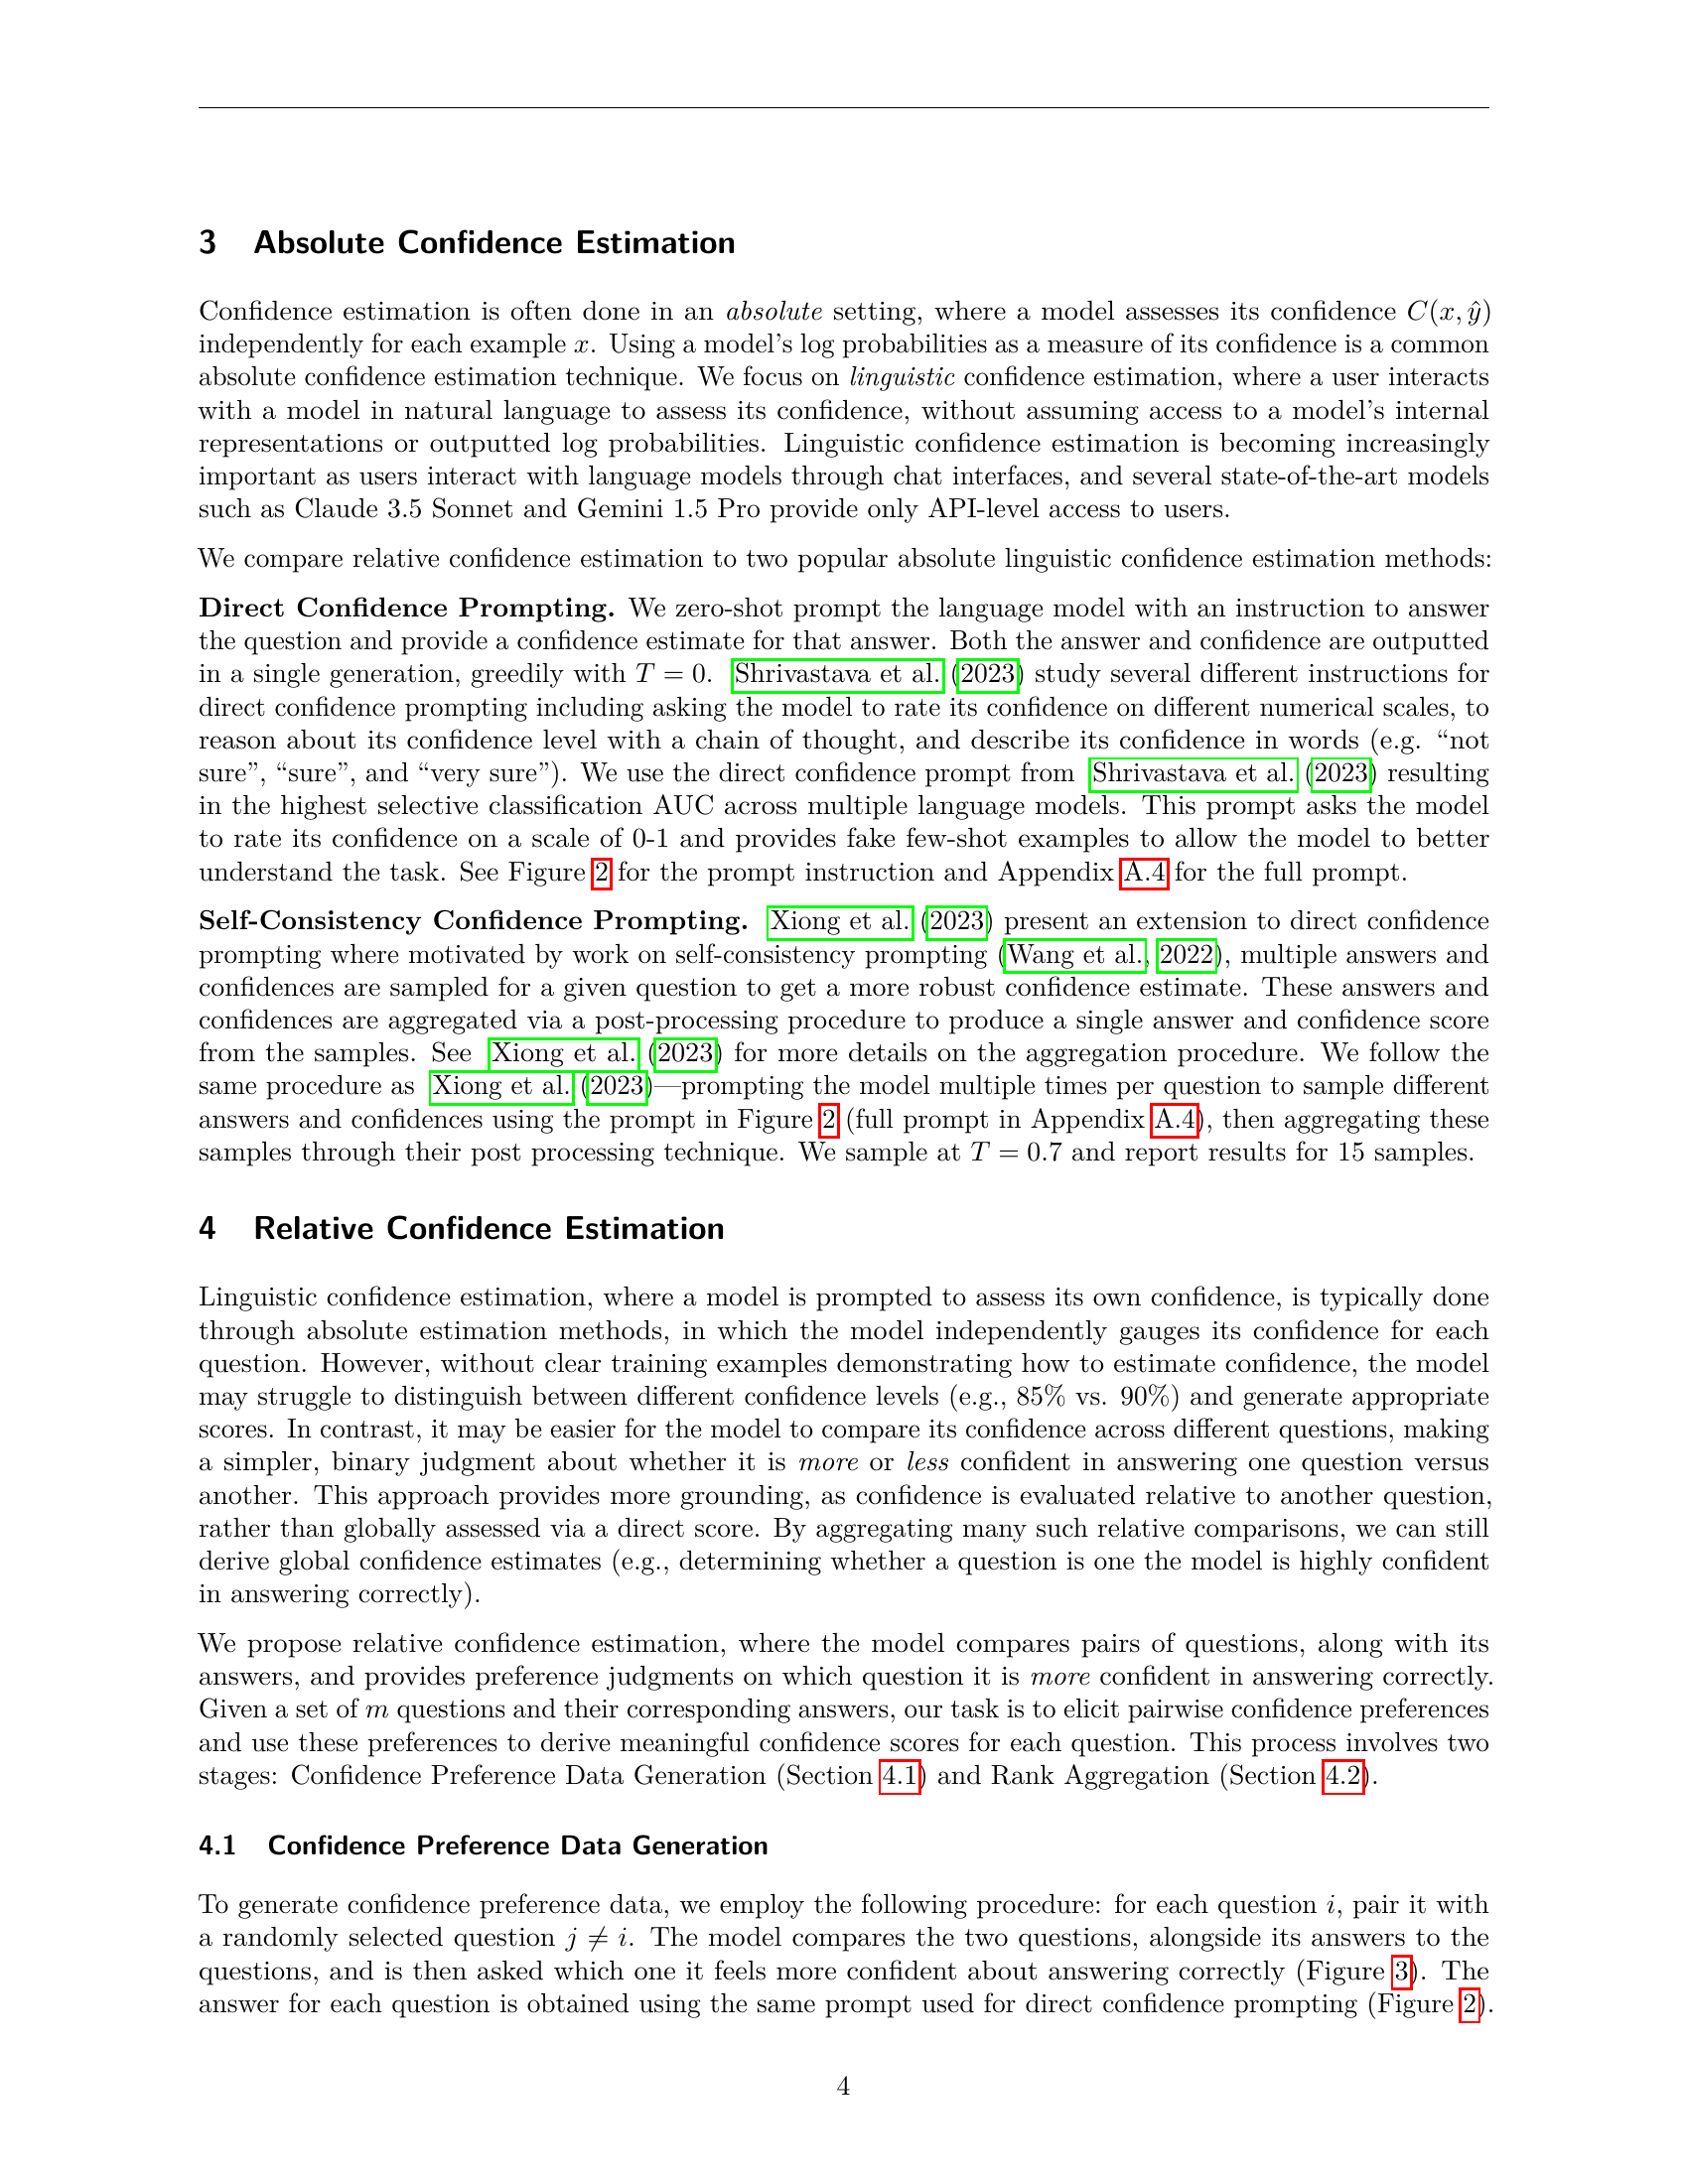 3 Absolute Confidence Estimation
Confidence estimation is often done in an absolute setting, where a model assesses its confidence C(x, ŷ)
independently for each example x. Using a model's log probabilities as a measure of its confidence is a common
absolute confidence estimation technique. We focus on linguistic confidence estimation, where a user interacts
with a model in natural language to assess its confidence, without assuming access to a model's internal
representations or outputted log probabilities. Linguistic confidence estimation is becoming increasingly
important as users interact with language models through chat interfaces, and several state-of-the-art models
such as Claude 3.5 Sonnet and Gemini 1.5 Pro provide only API-level access to users.
We compare relative confidence estimation to two popular absolute linguistic confidence estimation methods:
Direct Confidence Prompting. We zero-shot prompt the language model with an instruction to answer
the question and provide a confidence estimate for that answer. Both the answer and confidence are outputted
in a single generation, greedily with T = 0. Shrivastava et al. (2023) study several different instructions for
direct confidence prompting including asking the model to rate its confidence on different numerical scales, to
reason about its confidence level with a chain of thought, and describe its confidence in words (e.g. “not
sure”, “sure”, and “very sure”). We use the direct confidence prompt from Shrivastava et al. (2023) resulting
in the highest selective classification AUC across multiple language models. This prompt asks the model
to rate its confidence on a scale of 0-1 and provides fake few-shot examples to allow the model to better
understand the task. See Figure 2 for the prompt instruction and Appendix A.4 for the full prompt.
Self-Consistency Confidence Prompting. Xiong et al. (2023) present an extension to direct confidence
prompting where motivated by work on self-consistency prompting (Wang et al., 2022), multiple answers and
confidences are sampled for a given question to get a more robust confidence estimate. These answers and
confidences are aggregated via a post-processing procedure to produce a single answer and confidence score
from the samples. See Xiong et al. (2023) for more details on the aggregation procedure. We follow the
same procedure as Xiong et al. (2023)—prompting the model multiple times per question to sample different
answers and confidences using the prompt in Figure 2 (full prompt in Appendix A.4), then aggregating these
samples through their post processing technique. We sample at T = 0.7 and report results for 15 samples.
4 Relative Confidence Estimation
Linguistic confidence estimation, where a model is prompted to assess its own confidence, is typically done
through absolute estimation methods, in which the model independently gauges its confidence for each
question. However, without clear training examples demonstrating how to estimate confidence, the model
may struggle to distinguish between different confidence levels (e.g., 85% vs. 90%) and generate appropriate
scores. In contrast, it may be easier for the model to compare its confidence across different questions, making
a simpler, binary judgment about whether it is more or less confident in answering one question versus
another. This approach provides more grounding, as confidence is evaluated relative to another question,
rather than globally assessed via a direct score. By aggregating many such relative comparisons, we can still
derive global confidence estimates (e.g., determining whether a question is one the model is highly confident
in answering correctly).
We propose relative confidence estimation, where the model compares pairs of questions, along with its
answers, and provides preference judgments on which question it is more confident in answering correctly.
Given a set of m questions and their corresponding answers, our task is to elicit pairwise confidence preferences
and use these preferences to derive meaningful confidence scores for each question. This process involves two
stages: Confidence Preference Data Generation (Section 4.1) and Rank Aggregation (Section 4.2).
4.1 Confidence Preference Data Generation
To generate confidence preference data, we employ the following procedure: for each question i, pair it with
a randomly selected question j ≠ i. The model compares the two questions, alongside its answers to the
questions, and is then asked which one it feels more confident about answering correctly (Figure 3). The
answer for each question is obtained using the same prompt used for direct confidence prompting (Figure 2).
4